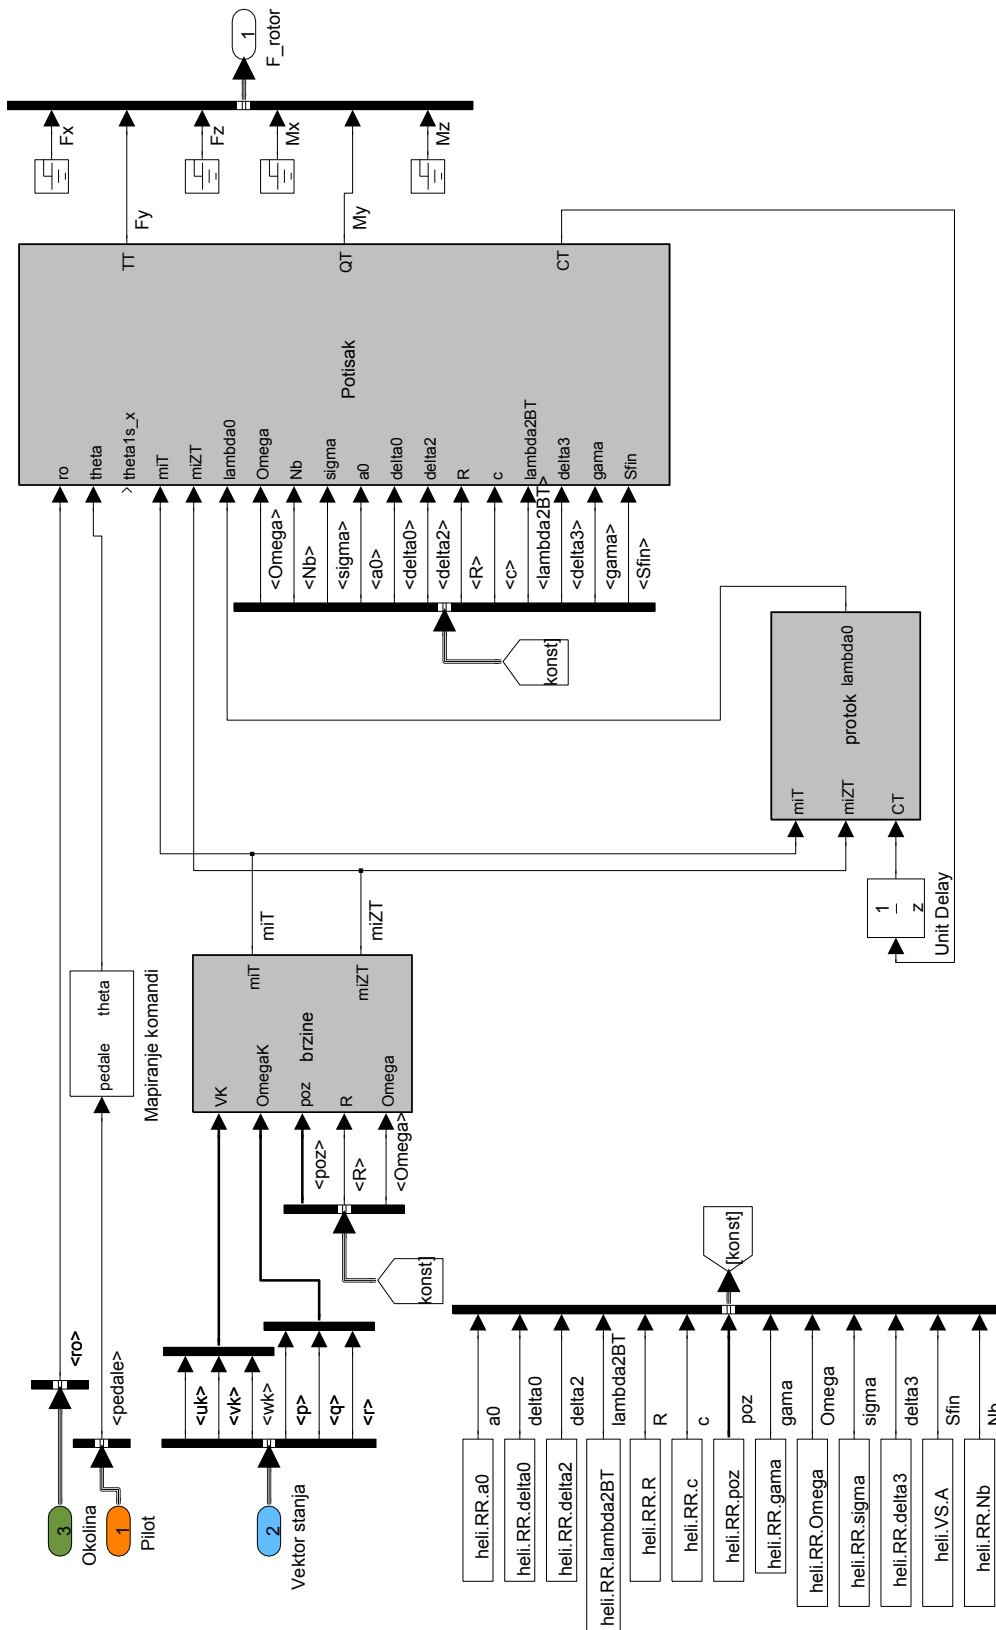 3
Okolina
<ro>
1
Pilot
<pedale>
pedale theta
Mapiranje komandi
2
Vektor stanja
<uk>
<vk>
<wk>
<p>
<q>
<r>
konst]
<poz>
<R>
<Omega>
VK
OmegaK
poz
R
Omega
brzine
miT
miZT
miT
miZT
ro
theta
theta1s_x
miT
miZT
lambda0
Omega
Nb
sigma
a0
delta0
delta2
R
c
lambda2BT
delta3
gama
Sfin
Potisak
TT
QT
CT
<Omega>
<Nb>
<sigma>
<a0>
<delta0>
<delta2>
<R>
<c>
<lambda2BT>
<delta3>
<gama>
<Sfin>
konst]
Fx
Fy
Fz
Mx
My
Mz
1
F_rotor
miT
miZT
CT
protok lambda0
1
z
Unit Delay
heli.RR.a0
a0
heli.RR.delta0
delta0
heli.RR.delta2
delta2
heli.RR.lambda2BT
lambda2BT
heli.RR.R
R
heli.RR.c
c
heli.RR.poz
poz
heli.RR.gama
gama
heli.RR.Omega
Omega
heli.RR.sigma
sigma
heli.RR.delta3
delta3
heli.VS.A
Sfin
heli.RR.Nb
Nb
[konst]